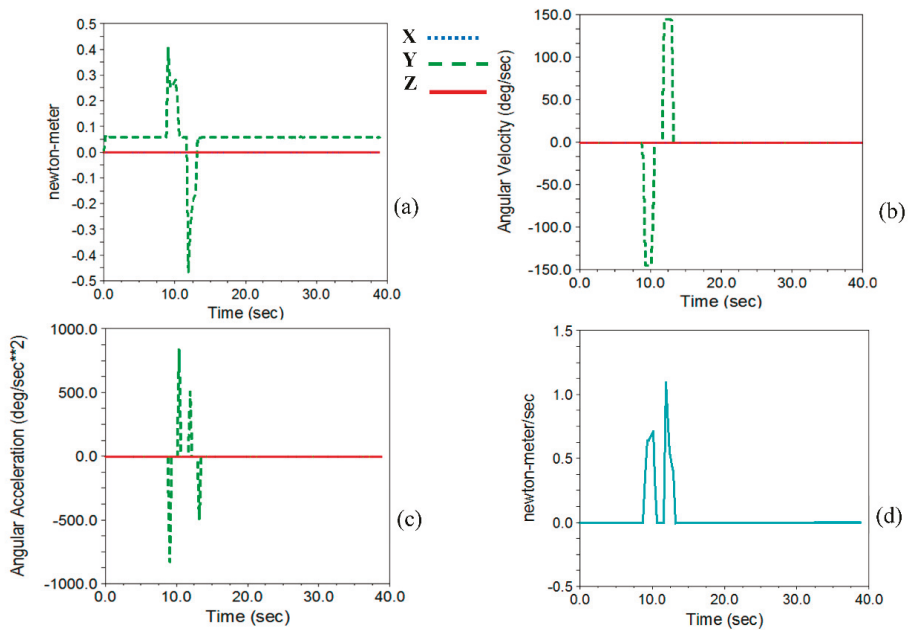 0.5
0.4
0.3
0.2
0.1
0.0
-0.1
-0.2
-0.3
-0.4
-0.5
newton-meter
0.0 10.0 20.0 30.0 40.0
Time (sec)
(a)
X
Y
Z
150.0
100.0
50.0
0.0
-50.0
-100.0
-150.0
Angular Velocity (deg/sec)
0.0 10.0 20.0 30.0 40.0
Time (sec)
(b)
1000.0
500.0
0.0
-500.0
-1000.0
Angular Acceleration (deg/sec**2)
0.0 10.0 20.0 30.0 40.0
Time (sec)
(c)
1.5
1.0
0.5
0.0
-0.5
newton-meter/sec
0.0 10.0 20.0 30.0 40.0
Time (sec)
(d)